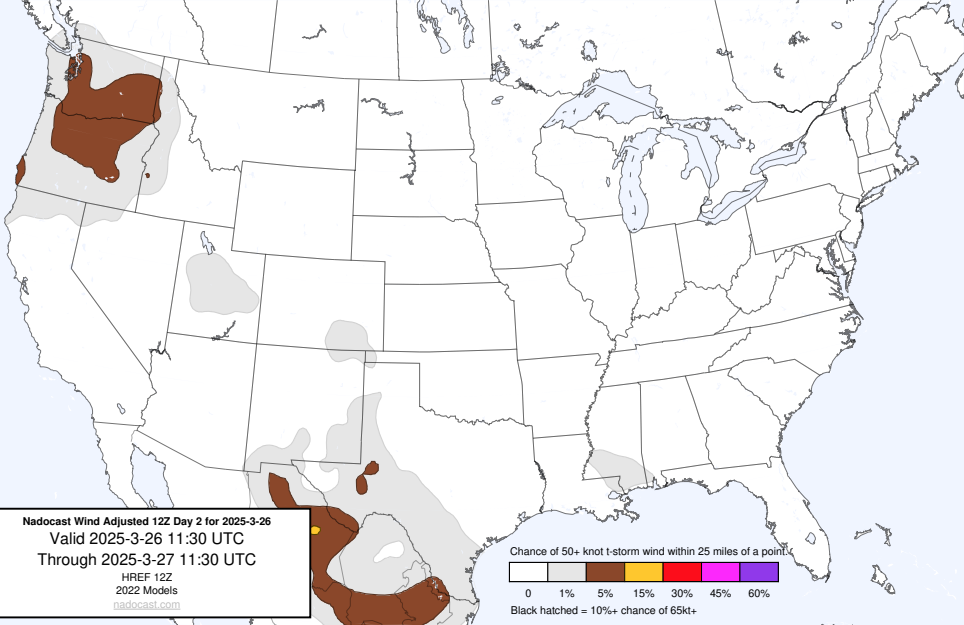 Nadocast Wind Adjusted 12Z Day 2 for 2025-3-26
Valid 2025-3-26 11:30 UTC
Through 2025-3-27 11:30 UTC
HREF 12Z
2022 Models
nadocast.com
Chance of 50+ knot t-storm wind within 25 miles of a point.
0 1% 5% 15% 30% 45% 60%
Black hatched = 10%+ chance of 65kt+